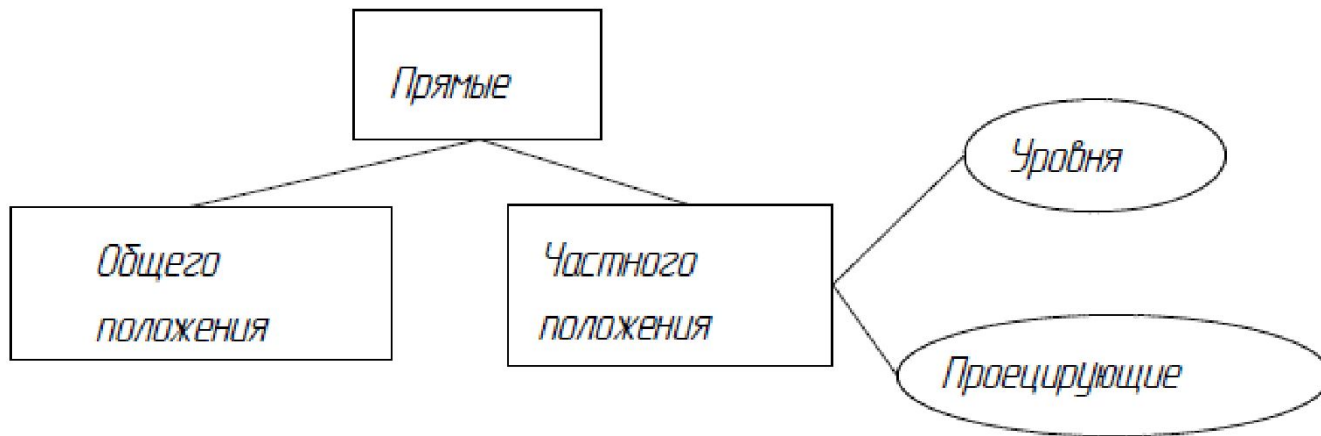 Прямые
Уровня
Общего
положения
Частного
положения
Проецирующие